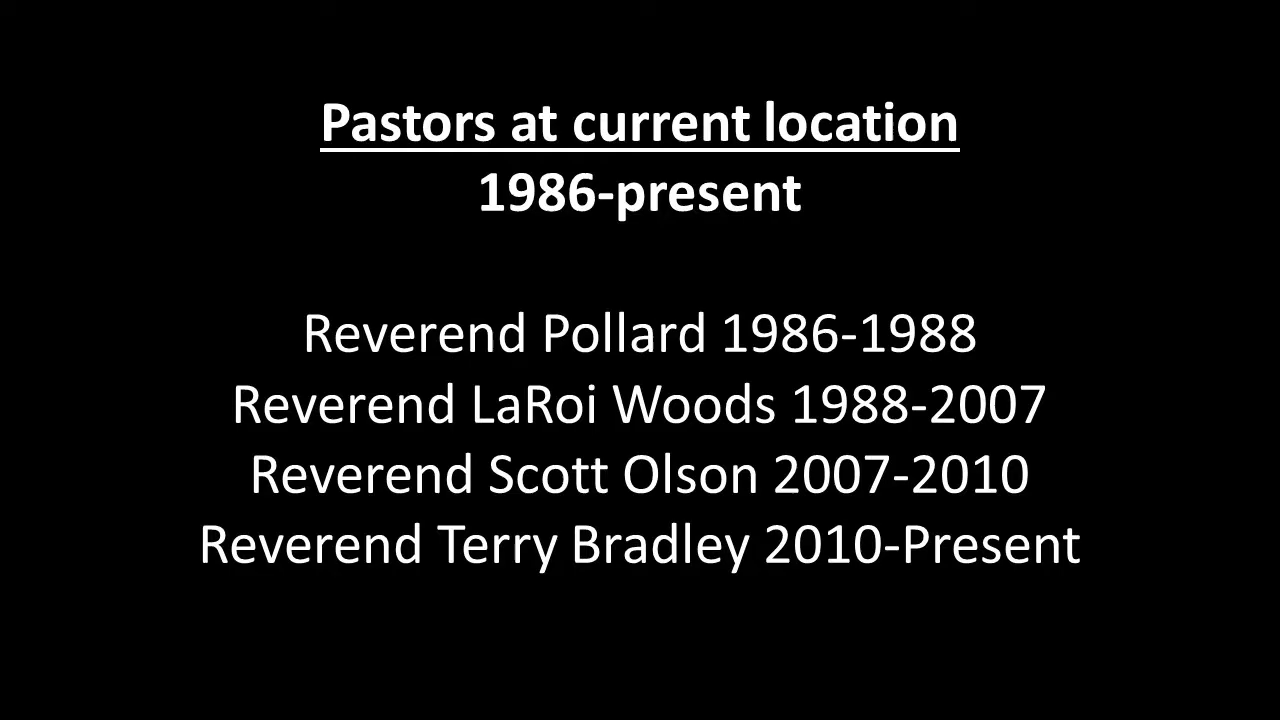 Pastors at current location
1986-present
Reverend Pollard 1986-1988
Reverend LaRoi Woods 1988-2007
Reverend Scott Olson 2007-2010
Reverend Terry Bradley 2010-Present